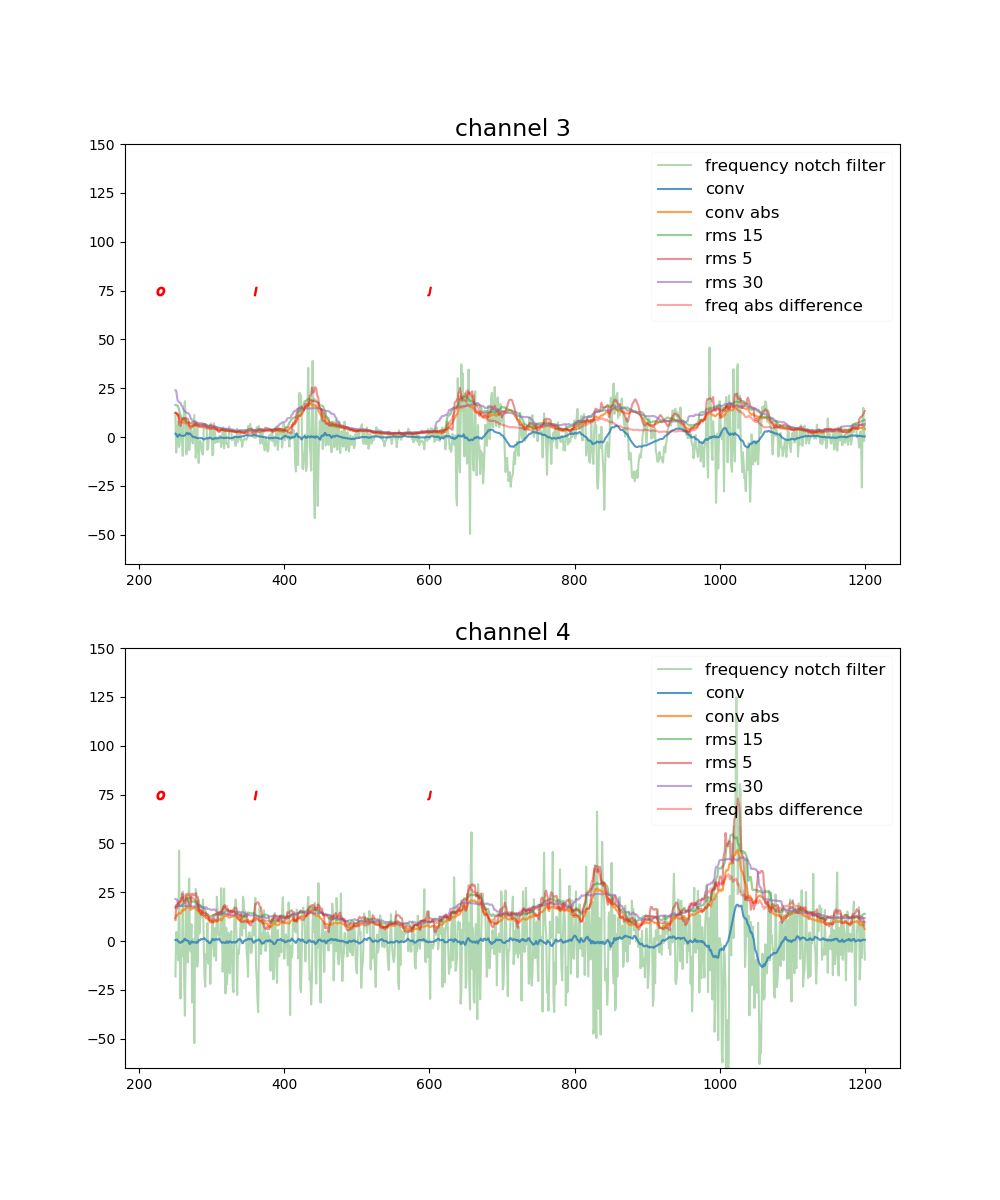 channel 3
150
125
100
75
50
25
0
−25
−50
frequency notch filter
conv
conv abs
rms 15
rms 5
rms 30
freq abs difference
0 ı ȷ
200 400 600 800 1000 1200
channel 4
150
125
100
75
50
25
0
−25
−50
frequency notch filter
conv
conv abs
rms 15
rms 5
rms 30
freq abs difference
0 ı ȷ
200 400 600 800 1000 1200